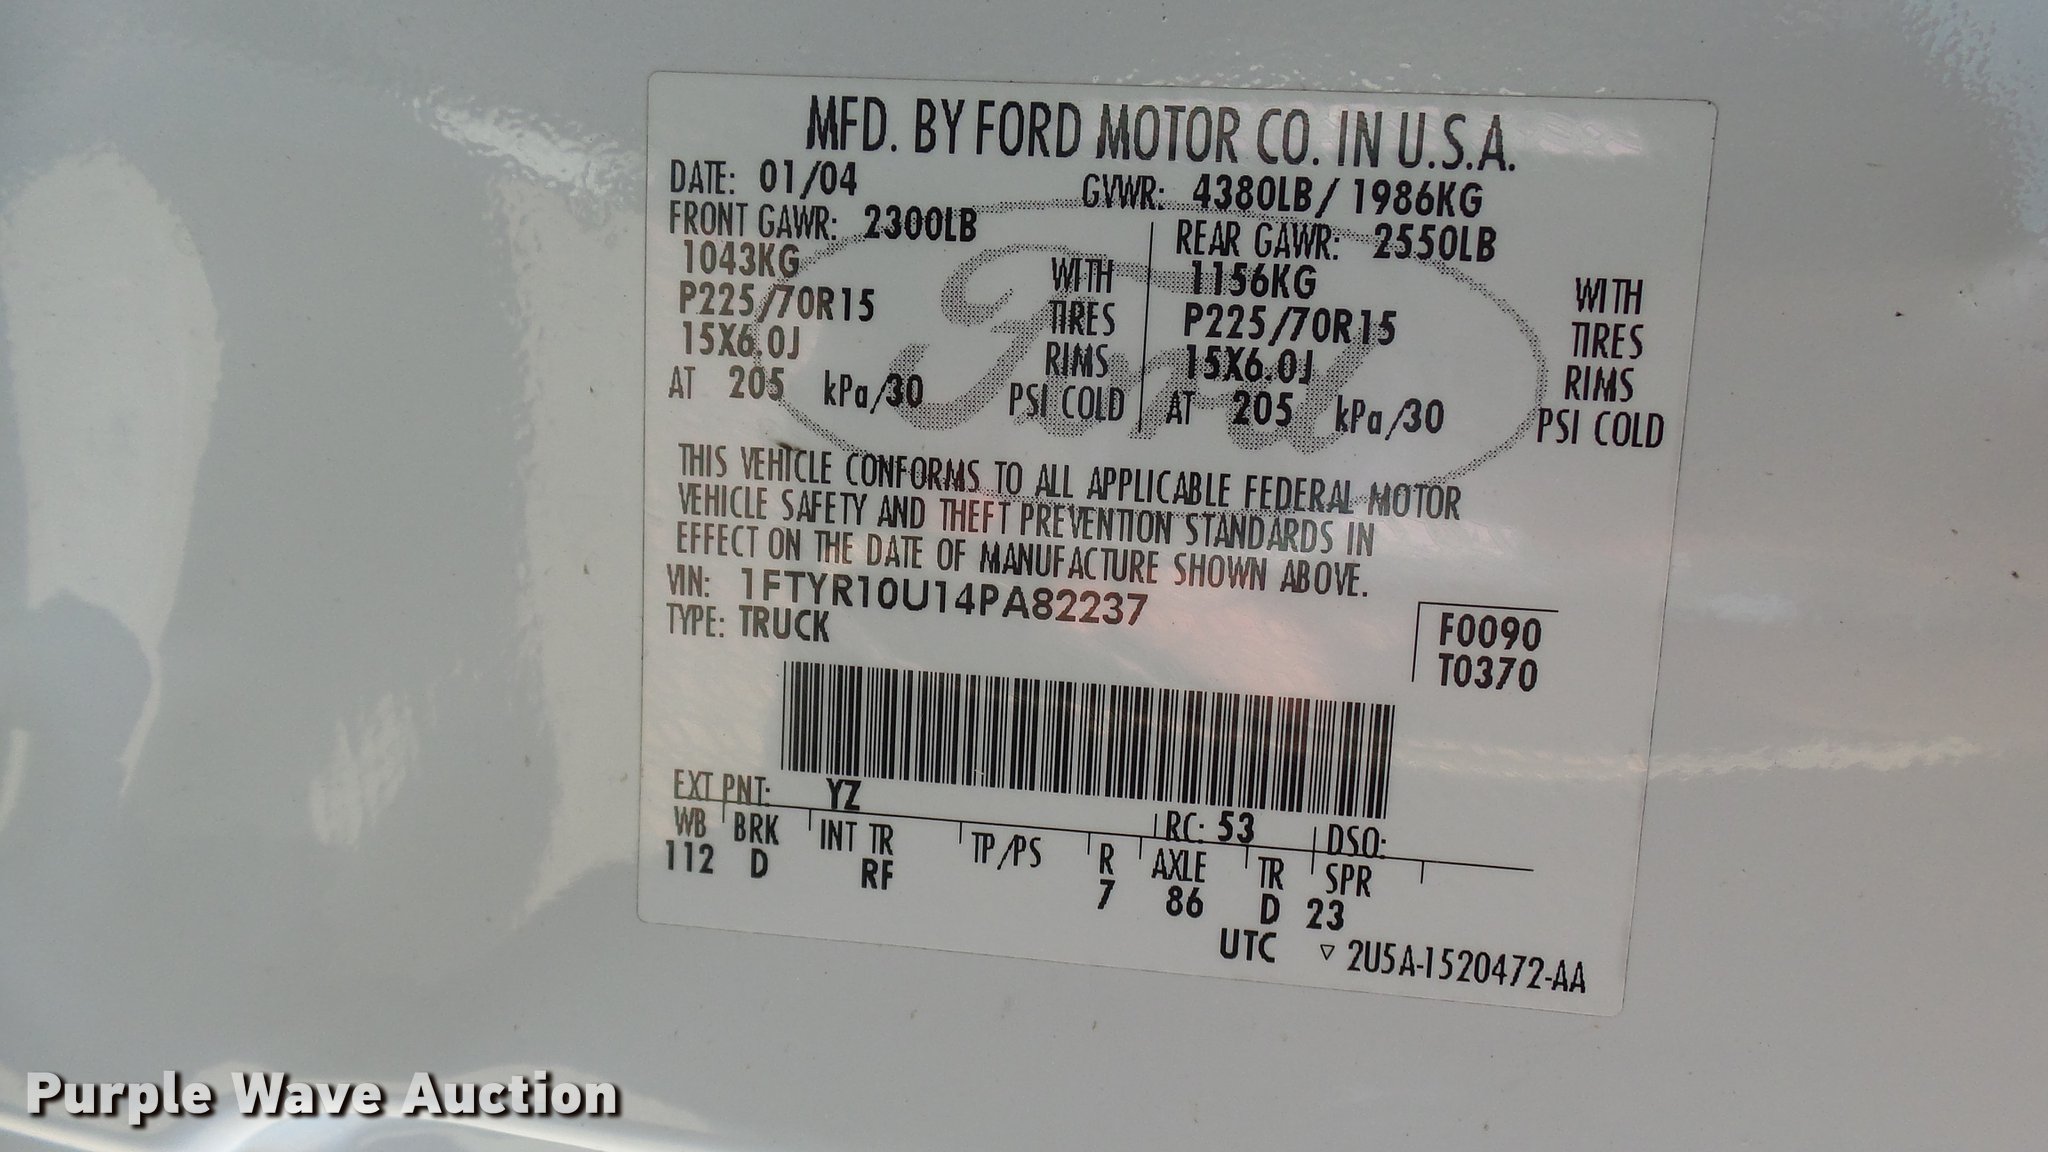 MFD. BY FORD MOTOR CO. IN U.S.A.
DATE: 01/04 GVWR: 4380LB/ 1986KG
FRONT GAWR: 2300LB REAR GAWR: 2550LB
1043KG WITH 1156KG WITH
P225/70R15 TIRES P225/70R15 TIRES
15X6.0J RIMS 15X6.0J RIMS
AT 205 kPa/30 PSI COLD AT 205 kPa/30 PSI COLD
Ford
THIS VEHICLE CONFORMS TO ALL APPLICABLE FEDERAL MOTOR
VEHICLE SAFETY AND THEFT PREVENTION STANDARDS IN
EFFECT ON THE DATE OF MANUFACTURE SHOWN ABOVE.
VIN: 1FTYR10U14PA82237
TYPE: TRUCK
F0090
T0370
EXT PNT: YZ RC: 53 DSO:
WB BRK INT TR TP/PS R AXLE TR SPR
112 D RF 7 86 D 23
UTC ▽ 2U5A-1520472-AA
Purple Wave Auction